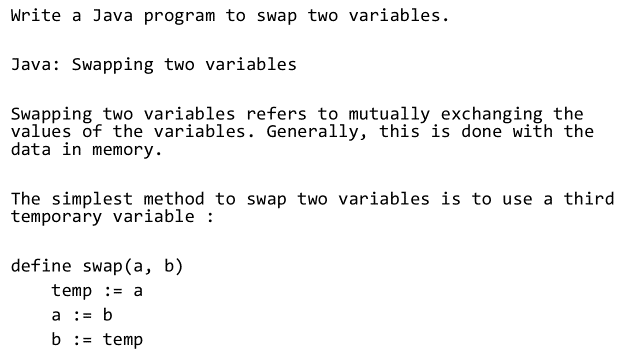 Write a Java program to swap two variables.
Java: Swapping two variables
Swapping two variables refers to mutually exchanging the
values of the variables. Generally, this is done with the
data in memory.
The simplest method to swap two variables is to use a third
temporary variable :
define swap(a, b)
    temp := a
    a := b
    b := temp